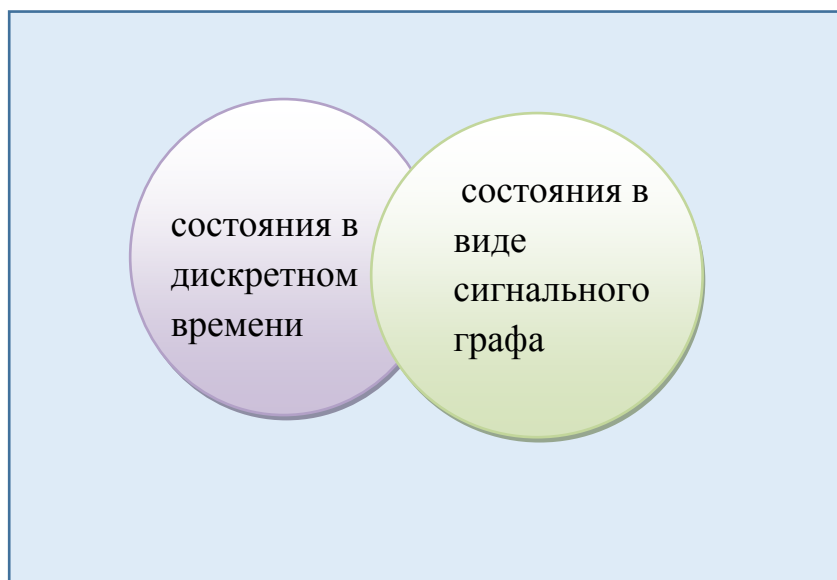 состояния в
дискретном
времени
состояния в
виде
сигнального
графа